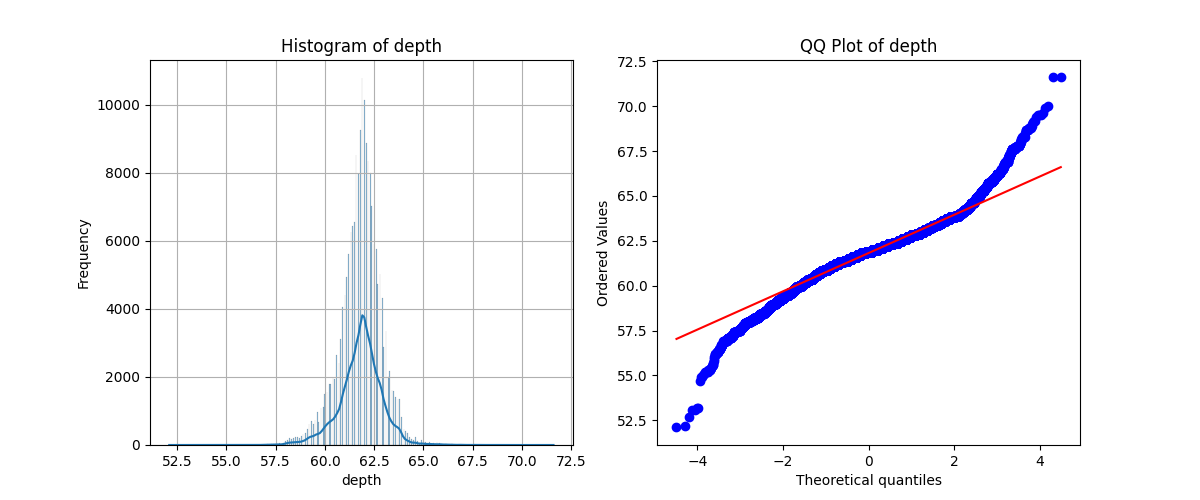 Histogram of depth
Frequency
10000
8000
6000
4000
2000
0
52.5 55.0 57.5 60.0 62.5 65.0 67.5 70.0 72.5
depth
QQ Plot of depth
Ordered Values
72.5
70.0
67.5
65.0
62.5
60.0
57.5
55.0
52.5
−4 −2 0 2 4
Theoretical quantiles